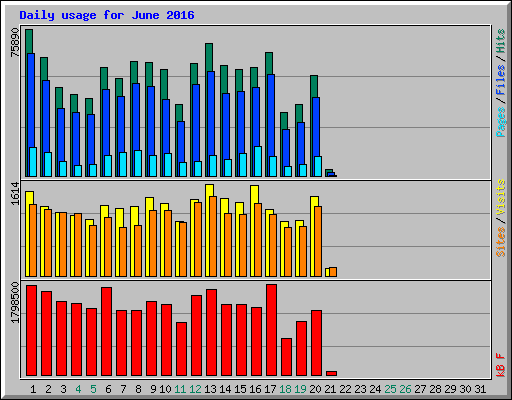 Daily usage for June 2016
75890
Pages / Files / Hits
1614
Sites / Visits
1798500
kB F
1 2 3 4 5 6 7 8 9 10 11 12 13 14 15 16 17 18 19 20 21 22 23 24 25 26 27 28 29 30 31